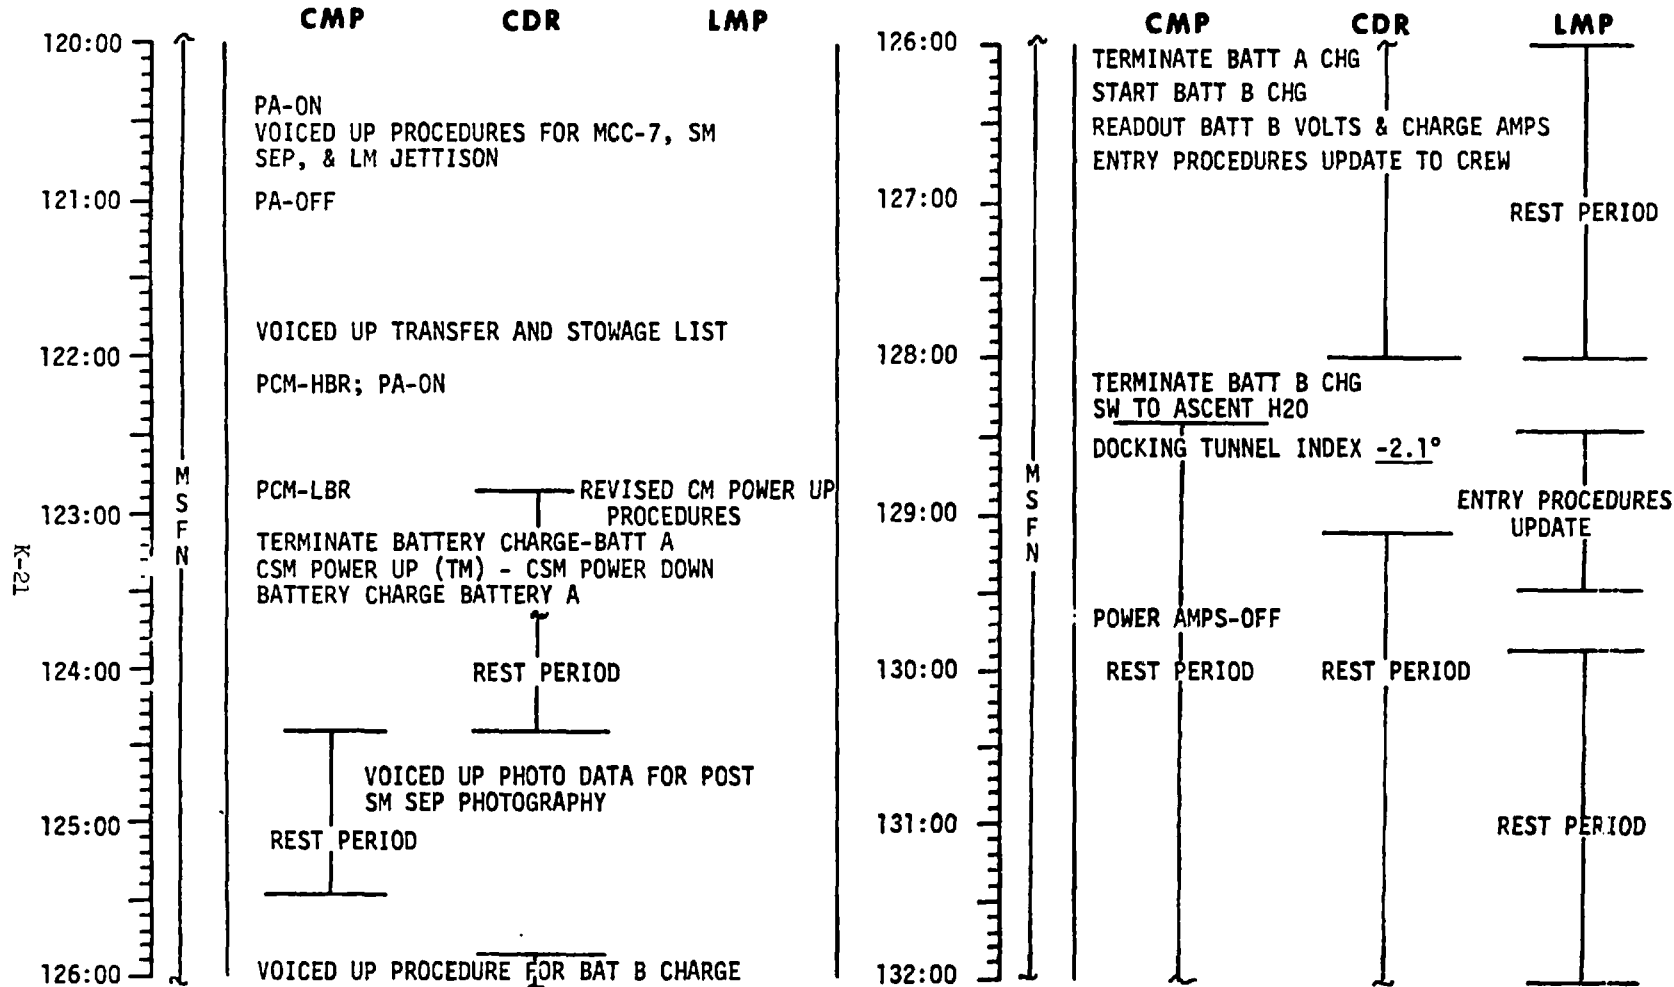 CMP CDR LMP
120:00
PA-ON
VOICED UP PROCEDURES FOR MCC-7, SM
SEP, & LM JETTISON
121:00
PA-OFF
VOICED UP TRANSFER AND STOWAGE LIST
122:00
PCM-HBR; PA-ON
MSFN
PCM-LBR
REVISED CM POWER UP
PROCEDURES
123:00
TERMINATE BATTERY CHARGE-BATT A
CSM POWER UP (TM) - CSM POWER DOWN
BATTERY CHARGE BATTERY A
K-21
124:00
REST PERIOD
VOICED UP PHOTO DATA FOR POST
SM SEP PHOTOGRAPHY
125:00
REST PERIOD
126:00
VOICED UP PROCEDURE FOR BAT B CHARGE
CMP CDR LMP
126:00
TERMINATE BATT A CHG
START BATT B CHG
READOUT BATT B VOLTS & CHARGE AMPS
ENTRY PROCEDURES UPDATE TO CREW
127:00
REST PERIOD
128:00
TERMINATE BATT B CHG
SW TO ASCENT H2O
DOCKING TUNNEL INDEX -2.1°
MSFN
ENTRY PROCEDURES
UPDATE
129:00
POWER AMPS-OFF
130:00
REST PERIOD
REST PERIOD
131:00
REST PERIOD
132:00